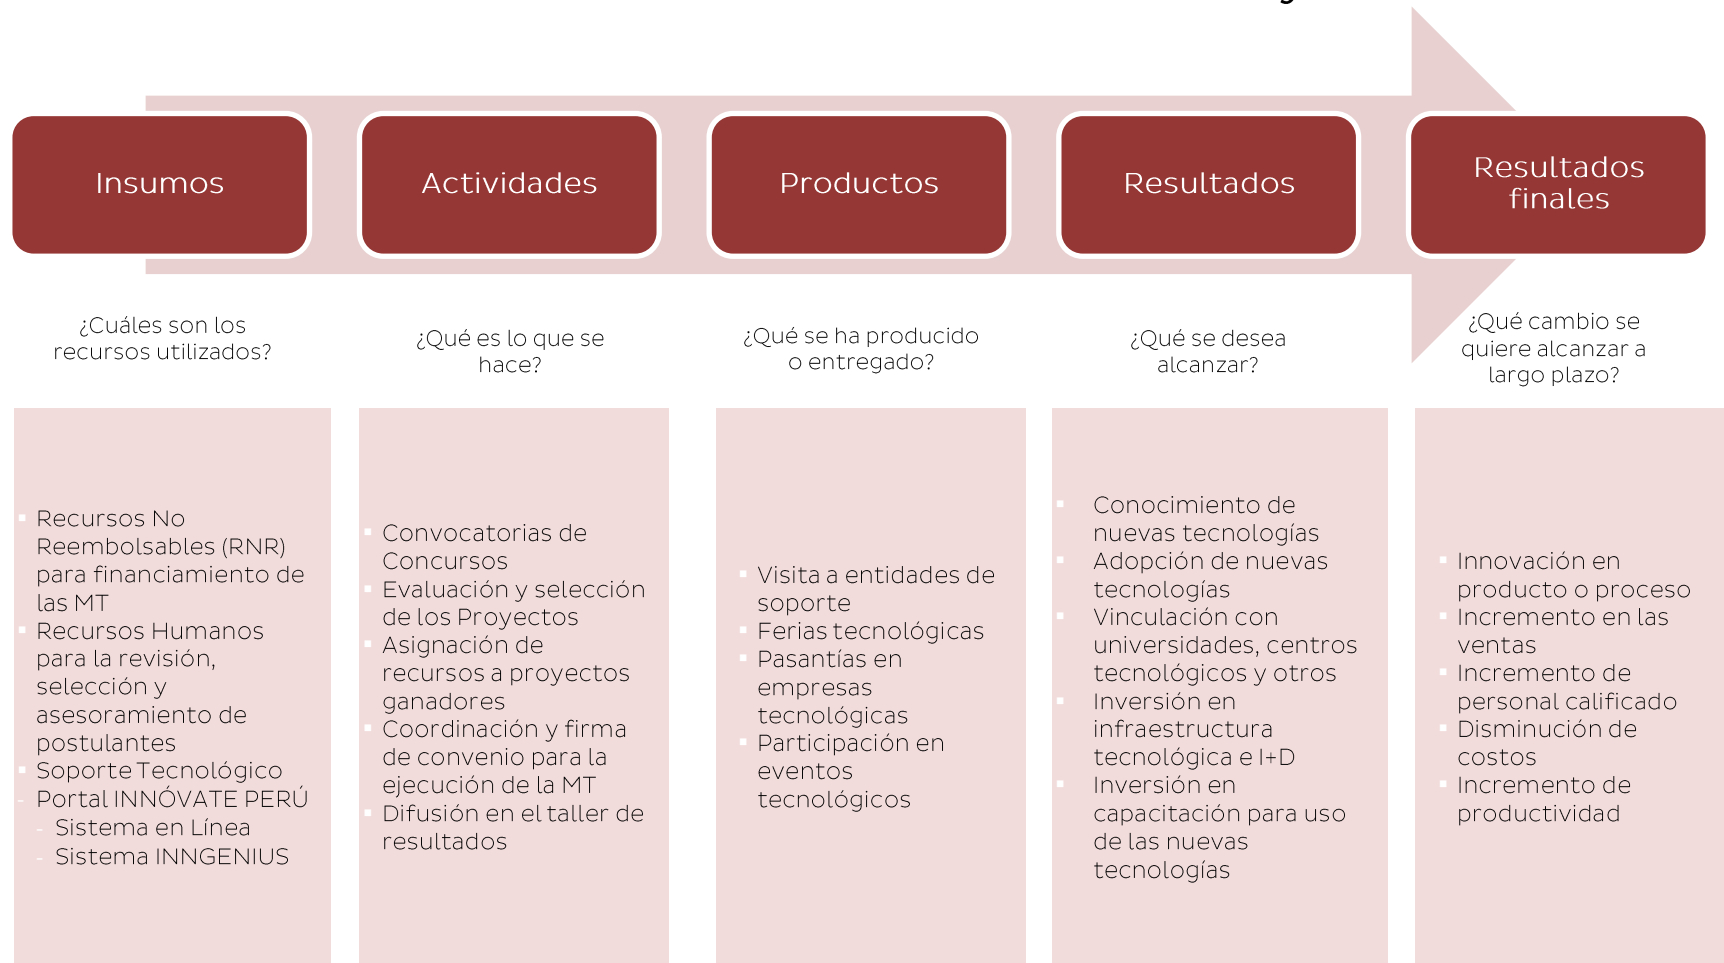 Insumos
Actividades
Productos
Resultados
Resultados
finales
¿Cuáles son los
recursos utilizados?
¿Qué es lo que se
hace?
¿Qué se ha producido
o entregado?
¿Qué se desea
alcanzar?
¿Qué cambio se
quiere alcanzar a
largo plazo?
▪ Recursos No
Reembolsables (RNR)
para financiamiento de
las MT
▪ Recursos Humanos
para la revisión,
selección y
asesoramiento de
postulantes
▪ Soporte Tecnológico
- Portal INNÓVATE PERÚ
- Sistema en Línea
- Sistema INNGENIUS
▪ Convocatorias de
Concursos
▪ Evaluación y selección
de los Proyectos
▪ Asignación de
recursos a proyectos
ganadores
▪ Coordinación y firma
de convenio para la
ejecución de la MT
▪ Difusión en el taller de
resultados
▪ Visita a entidades de
soporte
▪ Ferias tecnológicas
▪ Pasantías en
empresas
tecnológicas
▪ Participación en
eventos
tecnológicos
▪ Conocimiento de
nuevas tecnologías
▪ Adopción de nuevas
tecnologías
▪ Vinculación con
universidades, centros
tecnológicos y otros
▪ Inversión en
infraestructura
tecnológica e I+D
▪ Inversión en
capacitación para uso
de las nuevas
tecnologías
▪ Innovación en
producto o proceso
▪ Incremento en las
ventas
▪ Incremento de
personal calificado
▪ Disminución de
costos
▪ Incremento de
productividad